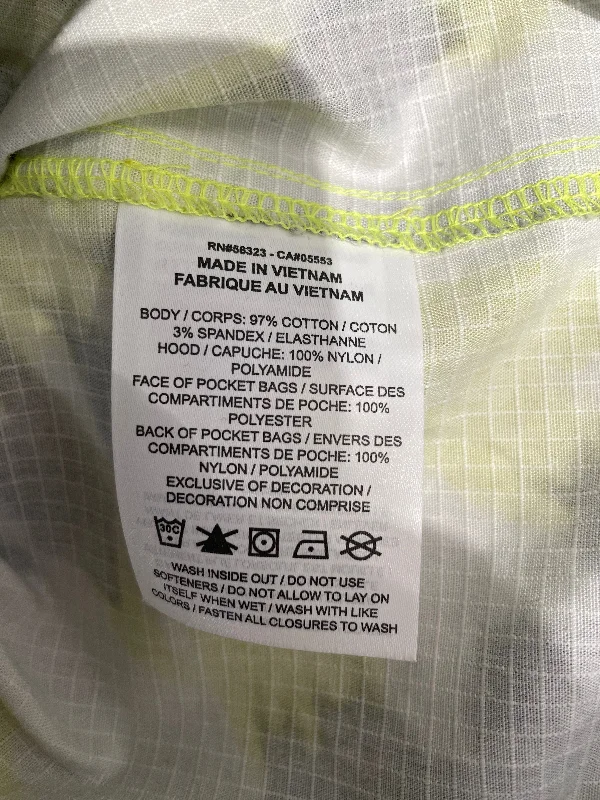 RN#56323 - CA#05553
MADE IN VIETNAM
FABRIQUE AU VIETNAM
BODY / CORPS: 97% COTTON / COTON
3% SPANDEX / ELASTHANNE
HOOD / CAPUCHE: 100% NYLON /
POLYAMIDE
FACE OF POCKET BAGS / SURFACE DES
COMPARTIMENTS DE POCHE: 100%
POLYESTER
BACK OF POCKET BAGS / ENVERS DES
COMPARTIMENTS DE POCHE: 100%
NYLON / POLYAMIDE
EXCLUSIVE OF DECORATION /
DECORATION NON COMPRISE
30C
WASH INSIDE OUT / DO NOT USE
SOFTENERS / DO NOT ALLOW TO LAY ON
ITSELF WHEN WET / WASH WITH LIKE
COLORS / FASTEN ALL CLOSURES TO WASH